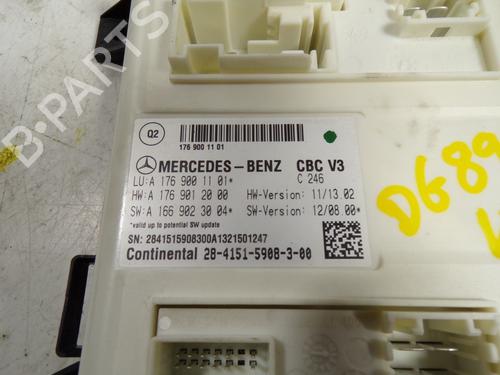 B-PARTS
Q2
176 900 11 01
MERCEDES-BENZ CBC V3
C 246
LU:A 176 900 11 01*
HW:A 176 901 20 00 HW-Version: 11/13.02
SW:A 166 902 30 04* SW-Version: 12/08.00*
*valid up to potential SW update
SN: 2841515908300A1321501247
Continental 28-4151-5908-3-00